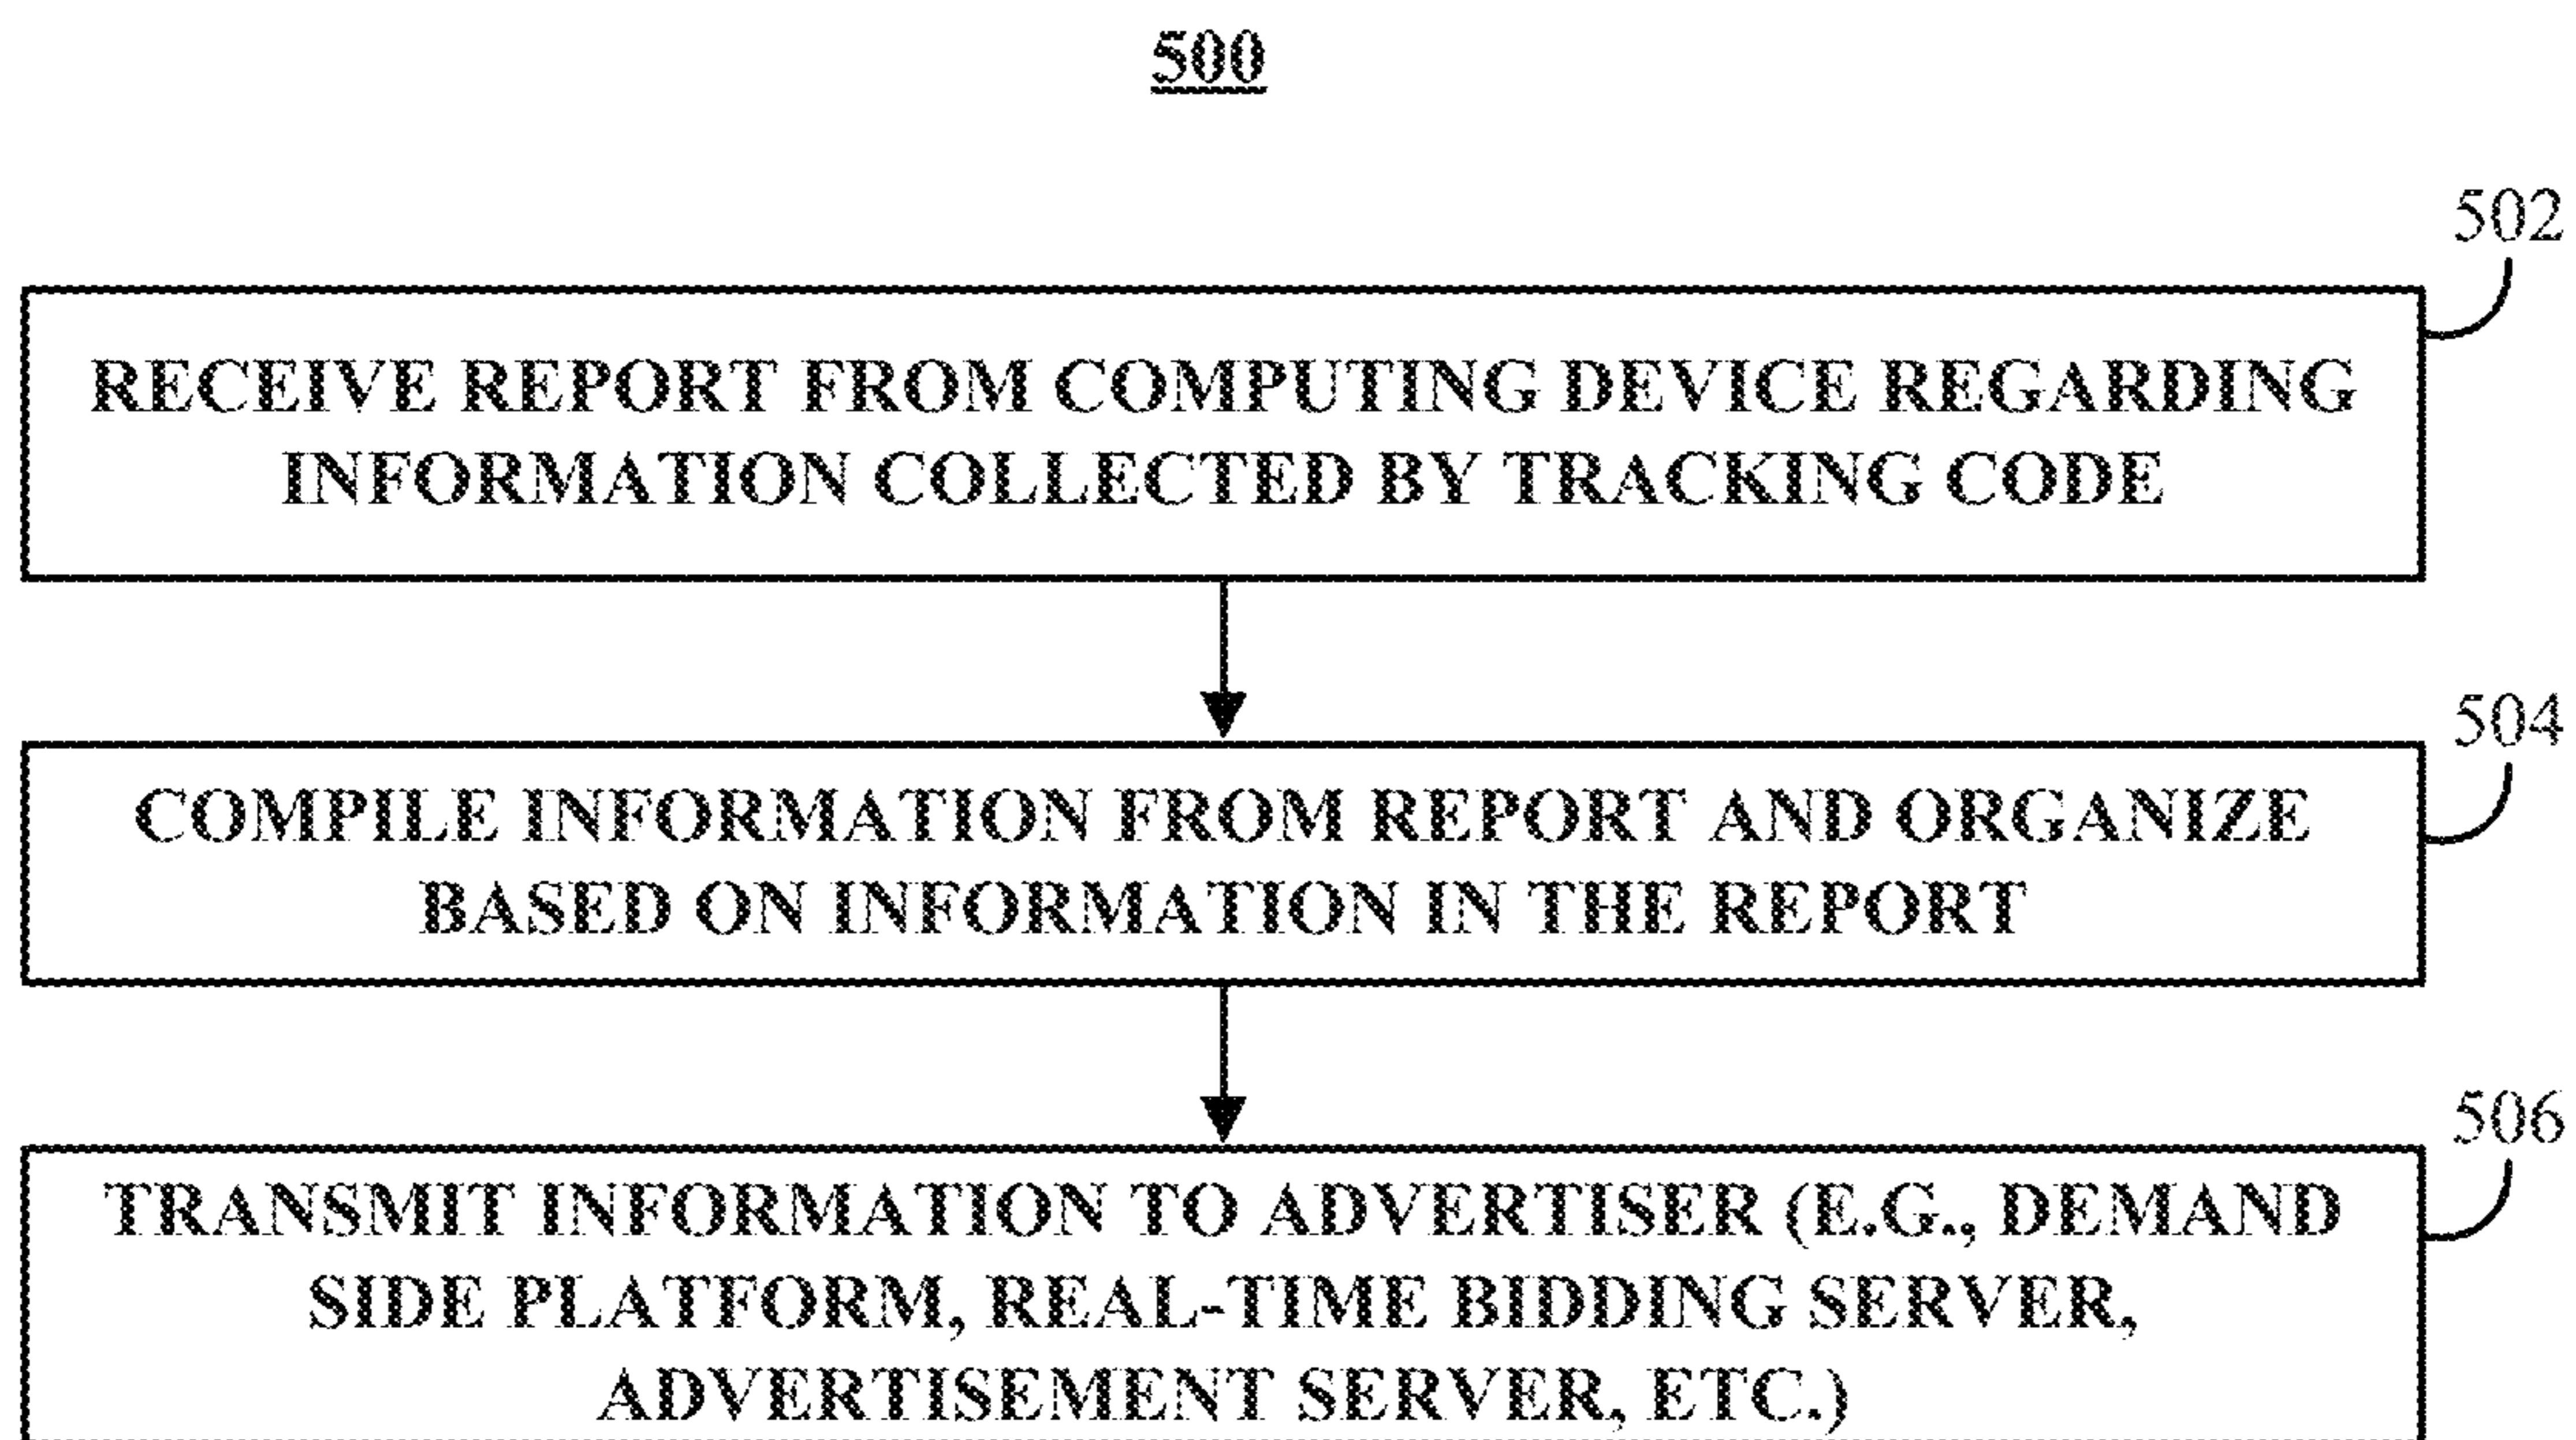 500
502
RECEIVE REPORT FROM COMPUTING DEVICE REGARDING
INFORMATION COLLECTED BY TRACKING CODE
504
COMPILE INFORMATION FROM REPORT AND ORGANIZE
BASED ON INFORMATION IN THE REPORT
506
TRANSMIT INFORMATION TO ADVERTISER (E.G., DEMAND
SIDE PLATFORM, REAL-TIME BIDDING SERVER,
ADVERTISEMENT SERVER, ETC.)